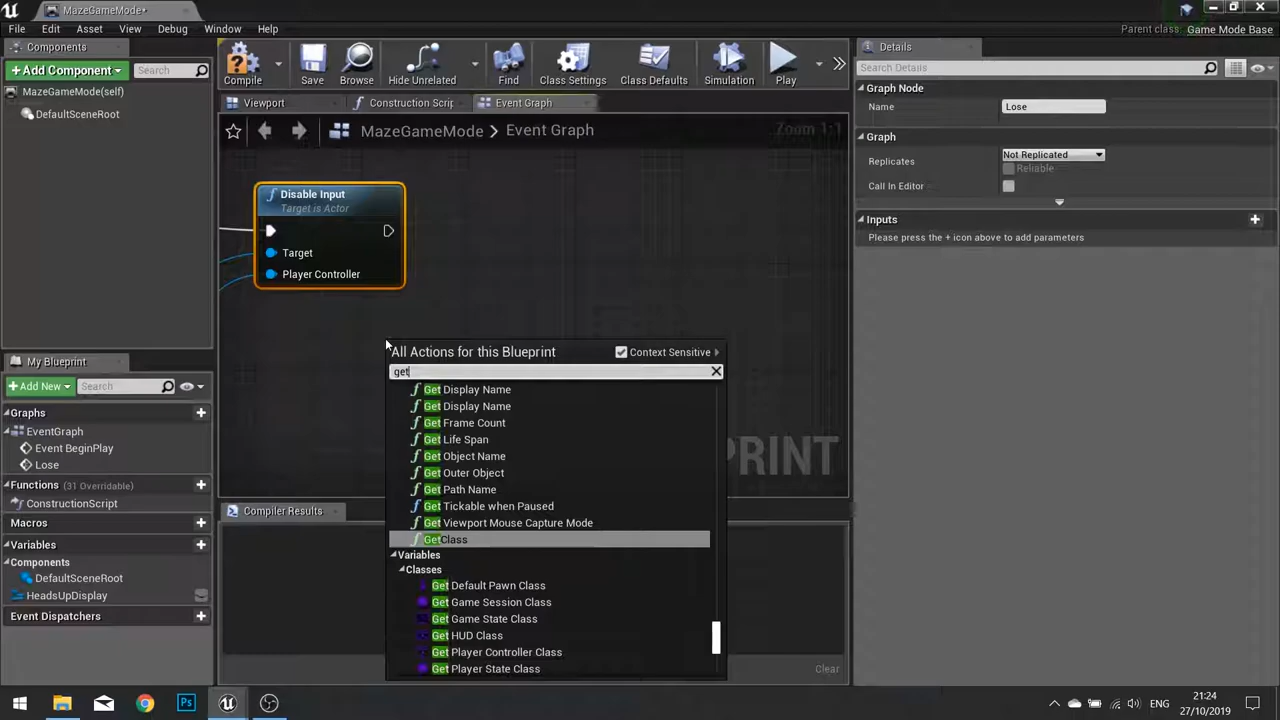 MazeGameMode*
File Edit Asset View Debug Window Help
Parent class: Game Mode Base
Components
+ Add Component
Search
MazeGameMode(self)
DefaultSceneRoot
Compile
Save
Browse
Hide Unrelated
Find
Class Settings
Class Defaults
Simulation
Play
Viewport
Construction Scrip
Event Graph
MazeGameMode > Event Graph
Zoom 1:1
Disable Input
Target is Actor
Target
Player Controller
All Actions for this Blueprint
Context Sensitive
get
Get Display Name
Get Display Name
Get Frame Count
Get Life Span
Get Object Name
Get Outer Object
Get Path Name
Get Tickable when Paused
Get Viewport Mouse Capture Mode
GetClass
Variables
Classes
Get Default Pawn Class
Get Game Session Class
Get Game State Class
Get HUD Class
Get Player Controller Class
Get Player State Class
PRINT
My Blueprint
+ Add New
Search
Graphs
EventGraph
Event BeginPlay
Lose
Functions (31 Overridable)
ConstructionScript
Macros
Variables
Components
DefaultSceneRoot
HeadsUpDisplay
Event Dispatchers
Compiler Results
Clear
Details
Search Details
Graph Node
Name
Lose
Graph
Replicates
Not Replicated
Reliable
Call In Editor
Inputs
Please press the + icon above to add parameters
Ps
ENG
21:24
27/10/2019